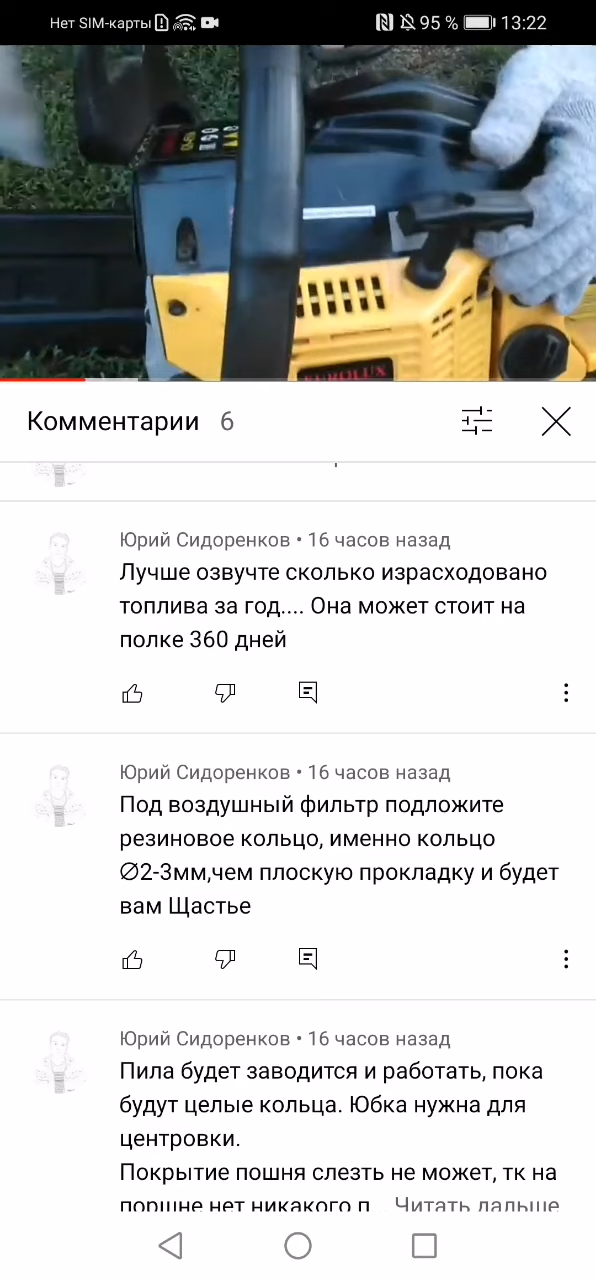 Нет SIM-карты
95 %
13:22
EUROLUX
Комментарии 6
Юрий Сидоренков • 16 часов назад
Лучше озвучте сколько израсходовано
топлива за год.... Она может стоит на
полке 360 дней
Юрий Сидоренков • 16 часов назад
Под воздушный фильтр подложите
резиновое кольцо, именно кольцо
∅2-3мм,чем плоскую прокладку и будет
вам Щастье
Юрий Сидоренков • 16 часов назад
Пила будет заводится и работать, пока
будут целые кольца. Юбка нужна для
центровки.
Покрытие пошня слезть не может, тк на
поршне нет никакого п... Читать дальше